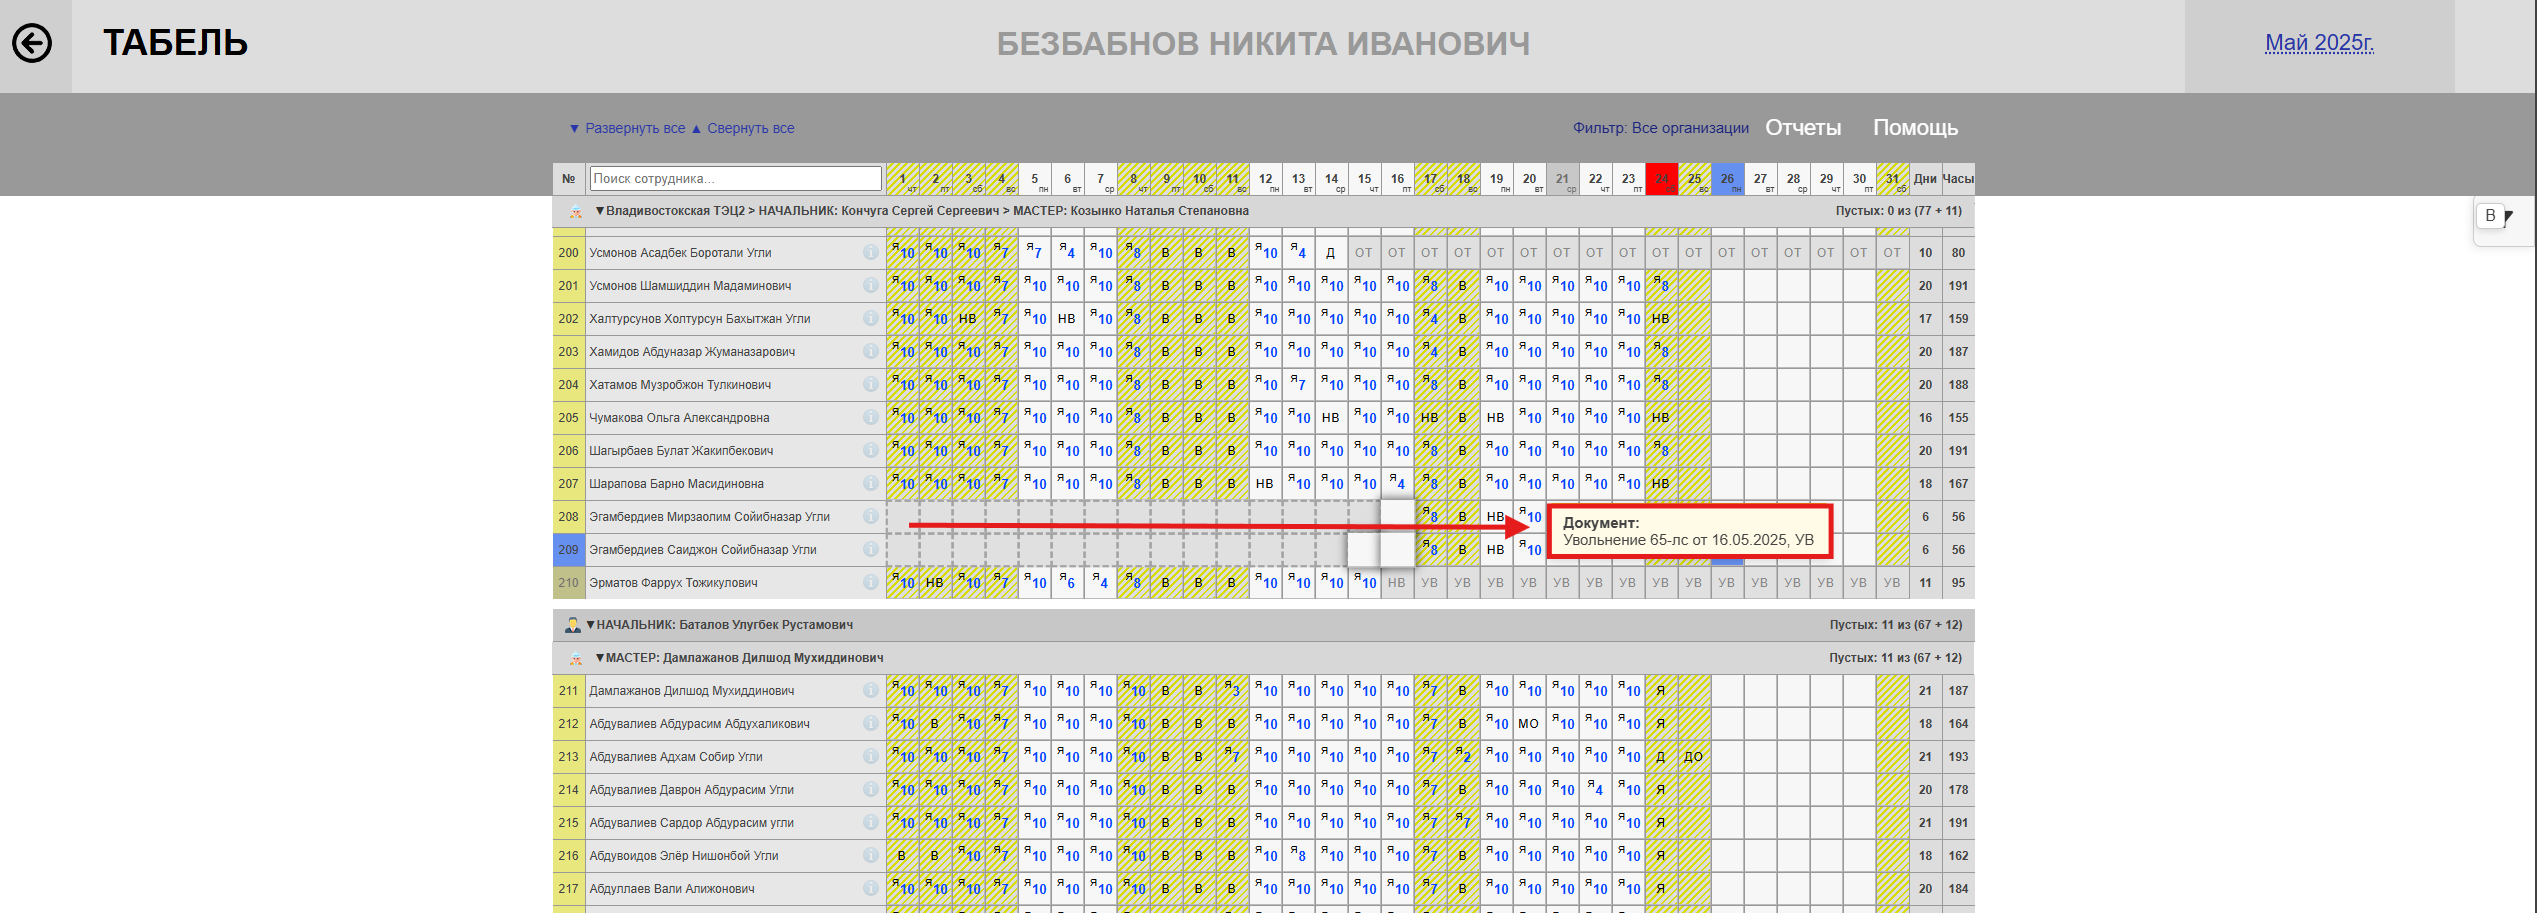 ТАБЕЛЬ
БЕЗБАБНОВ НИКИТА ИВАНОВИЧ
Май 2025г.
▼ Развернуть все ▲ Свернуть все
Фильтр: Все организации Отчеты Помощь
№ Поиск сотрудника... 1 чт 2 пт 3 сб 4 вс 5 пн 6 вт 7 ср 8 чт 9 пт 10 сб 11 вс 12 пн 13 вт 14 ср 15 чт 16 пт 17 сб 18 вс 19 пн 20 вт 21 ср 22 чт 23 пт 24 25 вс 26 пн 27 вт 28 ср 29 чт 30 пт 31 сб Дни Часы
▼Владивостокская ТЭЦ2 > НАЧАЛЬНИК: Кончуга Сергей Сергеевич > МАСТЕР: Козынко Наталья Степановна Пустых: 0 из (77 + 11)
В
200 Усмонов Асадбек Боротали Угли Я10 Я10 Я10 Я7 Я7 Я4 Я10 Я8 В В В Я10 Я4 Д ОТ ОТ ОТ ОТ ОТ ОТ ОТ ОТ ОТ ОТ ОТ ОТ ОТ ОТ ОТ ОТ ОТ 10 80
201 Усмонов Шамшиддин Мадаминович Я10 Я10 Я10 Я7 Я10 Я10 Я10 Я8 В В В Я10 Я10 Я10 Я10 Я10 Я8 В Я10 Я10 Я10 Я10 Я10 Я8 20 191
202 Халтурсунов Холтурсун Бахытжан Угли Я10 Я10 НВ Я7 Я10 НВ Я10 Я8 В В В Я10 Я10 Я10 Я10 Я10 Я4 В Я10 Я10 Я10 Я10 Я10 НВ 17 159
203 Хамидов Абдуназар Жуманазарович Я10 Я10 Я10 Я7 Я10 Я10 Я10 Я8 В В В Я10 Я10 Я10 Я10 Я10 Я4 В Я10 Я10 Я10 Я10 Я10 Я8 20 187
204 Хатамов Музробжон Тулкинович Я10 Я10 Я10 Я7 Я10 Я10 Я10 Я8 В В В Я10 Я7 Я10 Я10 Я10 Я8 В Я10 Я10 Я10 Я10 Я10 Я8 20 188
205 Чумакова Ольга Александровна Я10 Я10 Я10 Я7 Я10 Я10 Я10 Я8 В В В Я10 Я10 НВ Я10 Я10 НВ В НВ Я10 Я10 Я10 Я10 НВ 16 155
206 Шагырбаев Булат Жакипбекович Я10 Я10 Я10 Я7 Я10 Я10 Я10 Я8 В В В Я10 Я10 Я10 Я10 Я10 Я8 В Я10 Я10 Я10 Я10 Я10 Я8 20 191
207 Шарапова Барно Масидиновна Я10 Я10 Я10 Я7 Я10 Я10 Я10 Я8 В В В НВ Я10 Я10 Я10 Я4 Я8 В Я10 Я10 Я10 Я10 Я10 НВ 18 167
208 Эгамбердиев Мирзаолим Сойибназар Угли Я8 В НВ Я10 6 56
Документ:
Увольнение 65-лс от 16.05.2025, УВ
209 Эгамбердиев Саиджон Сойибназар Угли Я8 В НВ Я10 6 56
210 Эрматов Фаррух Тожикулович Я10 НВ Я10 Я7 Я10 Я6 Я4 Я8 В В В Я10 Я10 Я10 Я10 НВ УВ УВ УВ УВ УВ УВ УВ УВ УВ УВ УВ УВ УВ УВ УВ 11 95
▼НАЧАЛЬНИК: Баталов Улугбек Рустамович Пустых: 11 из (67 + 12)
▼МАСТЕР: Дамлажанов Дилшод Мухиддинович Пустых: 11 из (67 + 12)
211 Дамлажанов Дилшод Мухиддинович Я10 Я10 Я10 Я7 Я10 Я10 Я10 Я10 В В Я3 Я10 Я10 Я10 Я10 Я10 Я7 В Я10 Я10 Я10 Я10 Я10 Я 21 187
212 Абдувалиев Абдурасим Абдухаликович Я10 В Я10 Я7 Я10 Я10 Я10 Я10 В В В Я10 Я10 Я10 Я10 Я10 Я7 В Я10 МО Я10 Я10 Я10 Я 18 164
213 Абдувалиев Адхам Собир Угли Я10 Я10 Я10 Я7 Я10 Я10 Я10 Я10 В В Я7 Я10 Я10 Я10 Я10 Я10 Я7 Я2 Я10 Я10 Я10 Я10 Я10 Д ДО 21 193
214 Абдувалиев Даврон Абдурасим Угли Я10 Я10 Я10 Я7 Я10 Я10 Я10 Я10 В В В Я10 Я10 Я10 Я10 Я10 Я7 В Я10 Я10 Я10 Я4 Я10 Я 20 178
215 Абдувалиев Сардор Абдурасим угли Я10 Я10 Я10 Я7 Я10 Я10 Я10 Я10 В В В Я10 Я10 Я10 Я10 Я10 Я7 Я7 Я10 Я10 Я10 Я10 Я10 Я 21 191
216 Абдувоидов Элёр Нишонбой Угли В В Я10 Я7 Я10 Я10 Я10 Я10 В В В Я10 Я8 Я10 Я10 Я10 Я7 В Я10 Я10 Я10 Я10 Я10 Я 18 162
217 Абдуллаев Вали Алижонович Я10 Я10 Я10 Я7 Я10 Я10 Я10 Я10 В В В Я10 Я10 Я10 Я10 Я10 Я7 В Я10 Я10 Я10 Я10 Я10 Я 20 184